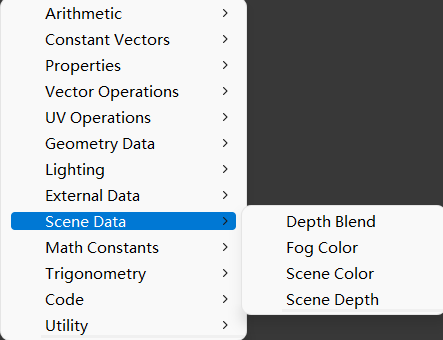 Arithmetic
Constant Vectors
Properties
Vector Operations
UV Operations
Geometry Data
Lighting
External Data
Scene Data
Math Constants
Trigonometry
Code
Utility
Depth Blend
Fog Color
Scene Color
Scene Depth